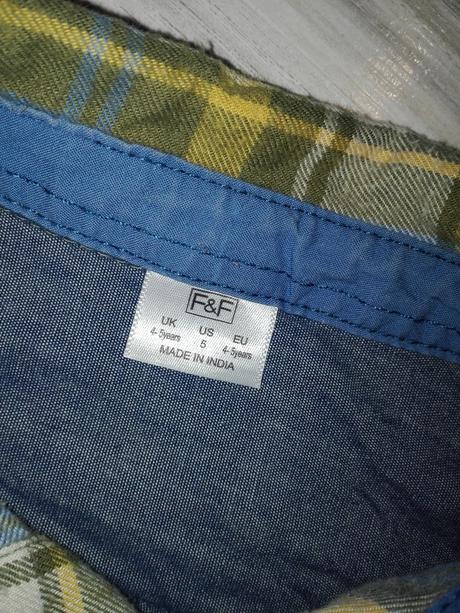 F&F
UK US EU
4-5years 5 4-5years
MADE IN INDIA